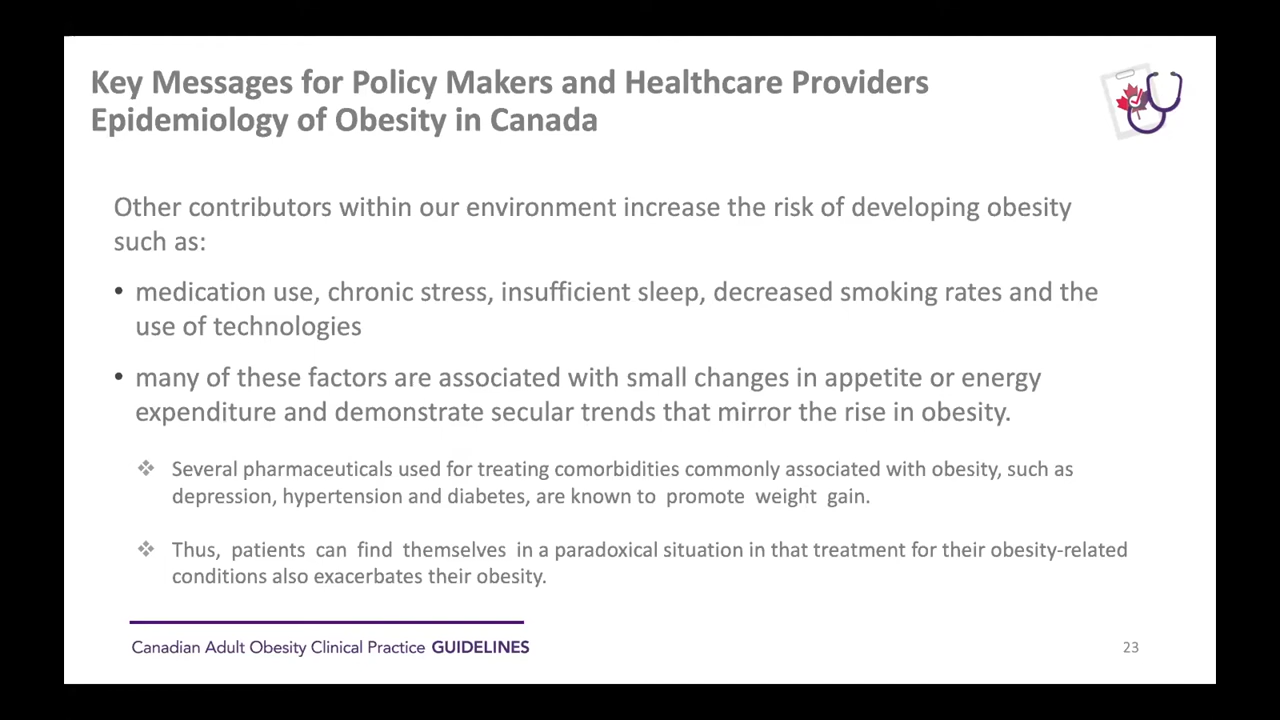 Key Messages for Policy Makers and Healthcare Providers
Epidemiology of Obesity in Canada
Other contributors within our environment increase the risk of developing obesity
such as:
• medication use, chronic stress, insufficient sleep, decreased smoking rates and the
use of technologies
• many of these factors are associated with small changes in appetite or energy
expenditure and demonstrate secular trends that mirror the rise in obesity.
❖ Several pharmaceuticals used for treating comorbidities commonly associated with obesity, such as
depression, hypertension and diabetes, are known to promote weight gain.
❖ Thus, patients can find themselves in a paradoxical situation in that treatment for their obesity-related
conditions also exacerbates their obesity.
Canadian Adult Obesity Clinical Practice GUIDELINES
23